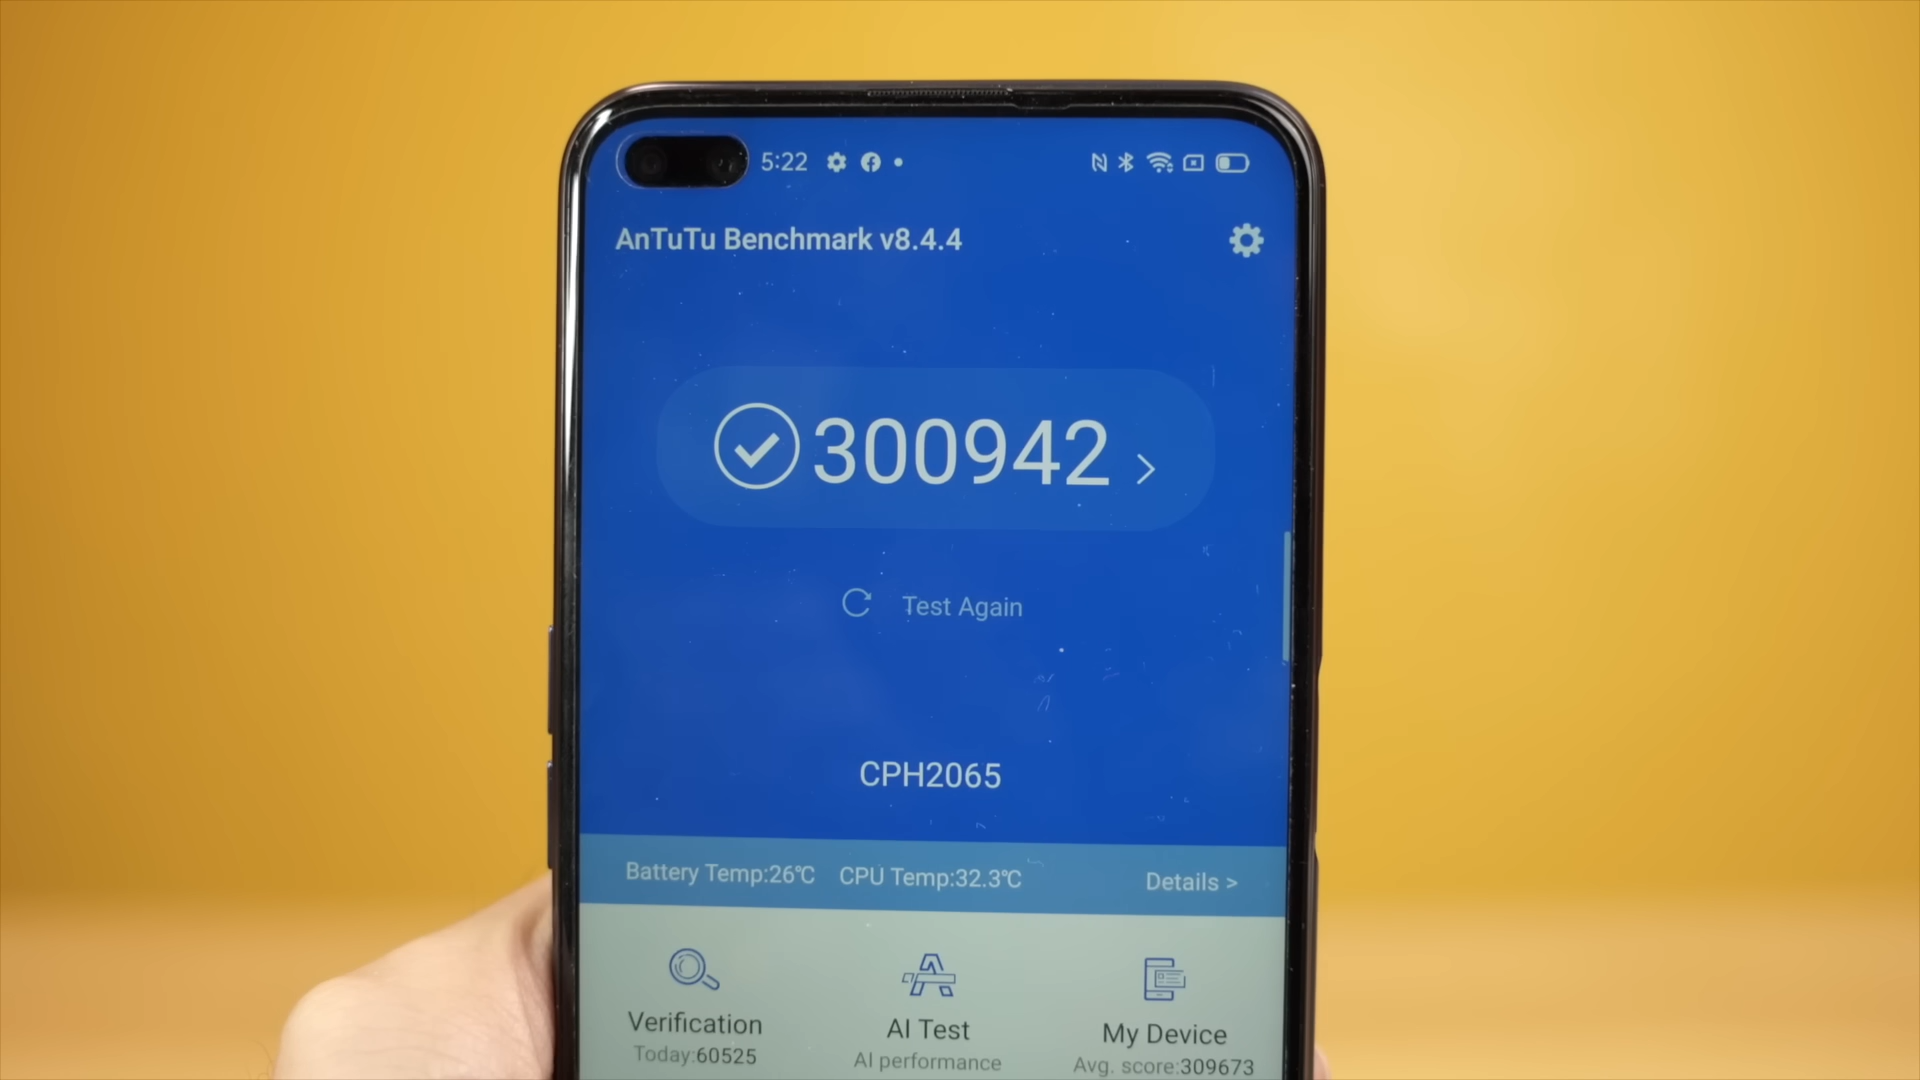 5:22
AnTuTu Benchmark v8.4.4
300942 >
Test Again
CPH2065
Battery Temp:26℃ CPU Temp:32.3℃ Details >
Verification AI Test My Device
Today:60525 AI performance Avg. score:309673